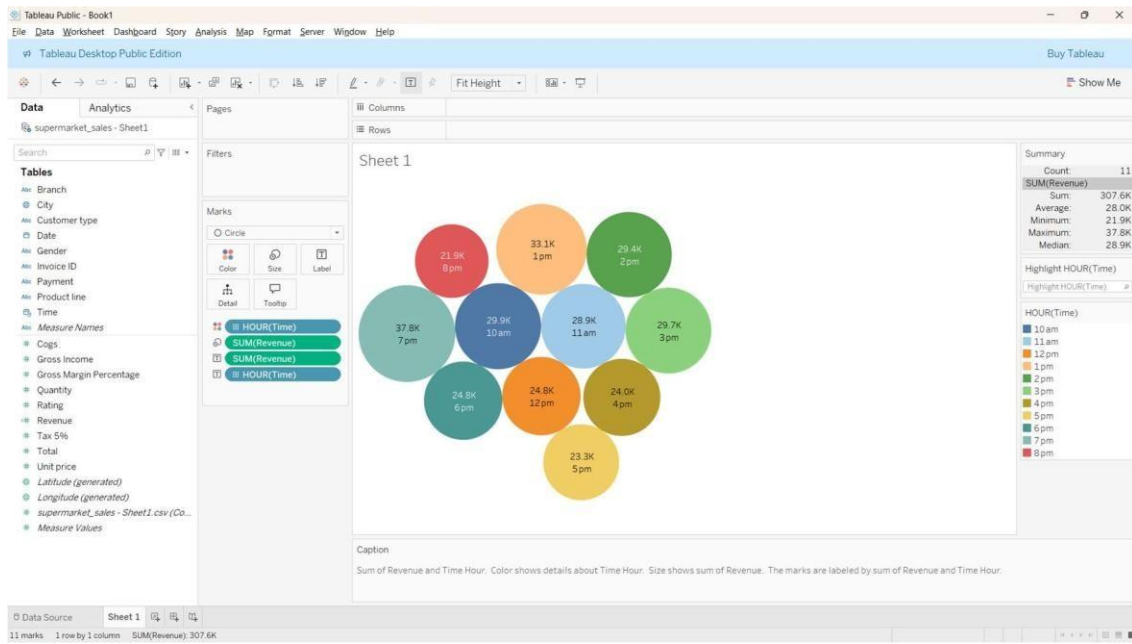 Tableau Public - Book1
File Data Worksheet Dashboard Story Analysis Map Format Server Window Help
Tableau Desktop Public Edition
Buy Tableau
Fit Height
Show Me
Data Analytics
supermarket_sales - Sheet1
Search
Tables
Abc Branch
City
Abc Customer type
Date
Abc Gender
Abc Invoice ID
Abc Payment
Abc Product line
Time
Abc Measure Names
# Cogs
# Gross Income
# Gross Margin Percentage
# Quantity
# Rating
=# Revenue
# Tax 5%
# Total
# Unit price
Latitude (generated)
Longitude (generated)
# supermarket_sales - Sheet1.csv (Co...
# Measure Values
Pages
Filters
Marks
Circle
Color Size Label
Detail Tooltip
HOUR(Time)
SUM(Revenue)
SUM(Revenue)
HOUR(Time)
Columns
Rows
Sheet 1
33.1K
1pm
21.9K
8pm
29.4K
2pm
37.8K
7pm
29.9K
10am
28.9K
11am
29.7K
3pm
24.8K
6pm
24.8K
12pm
24.0K
4pm
23.3K
5pm
Summary
Count: 11
SUM(Revenue)
Sum: 307.6K
Average: 28.0K
Minimum: 21.9K
Maximum: 37.8K
Median: 28.9K
Highlight HOUR(Time)
Highlight HOUR(Time)
HOUR(Time)
10am
11am
12pm
1pm
2pm
3pm
4pm
5pm
6pm
7pm
8pm
Caption
Sum of Revenue and Time Hour. Color shows details about Time Hour. Size shows sum of Revenue. The marks are labeled by sum of Revenue and Time Hour.
Data Source Sheet 1
11 marks 1 row by 1 column SUM(Revenue): 307.6K